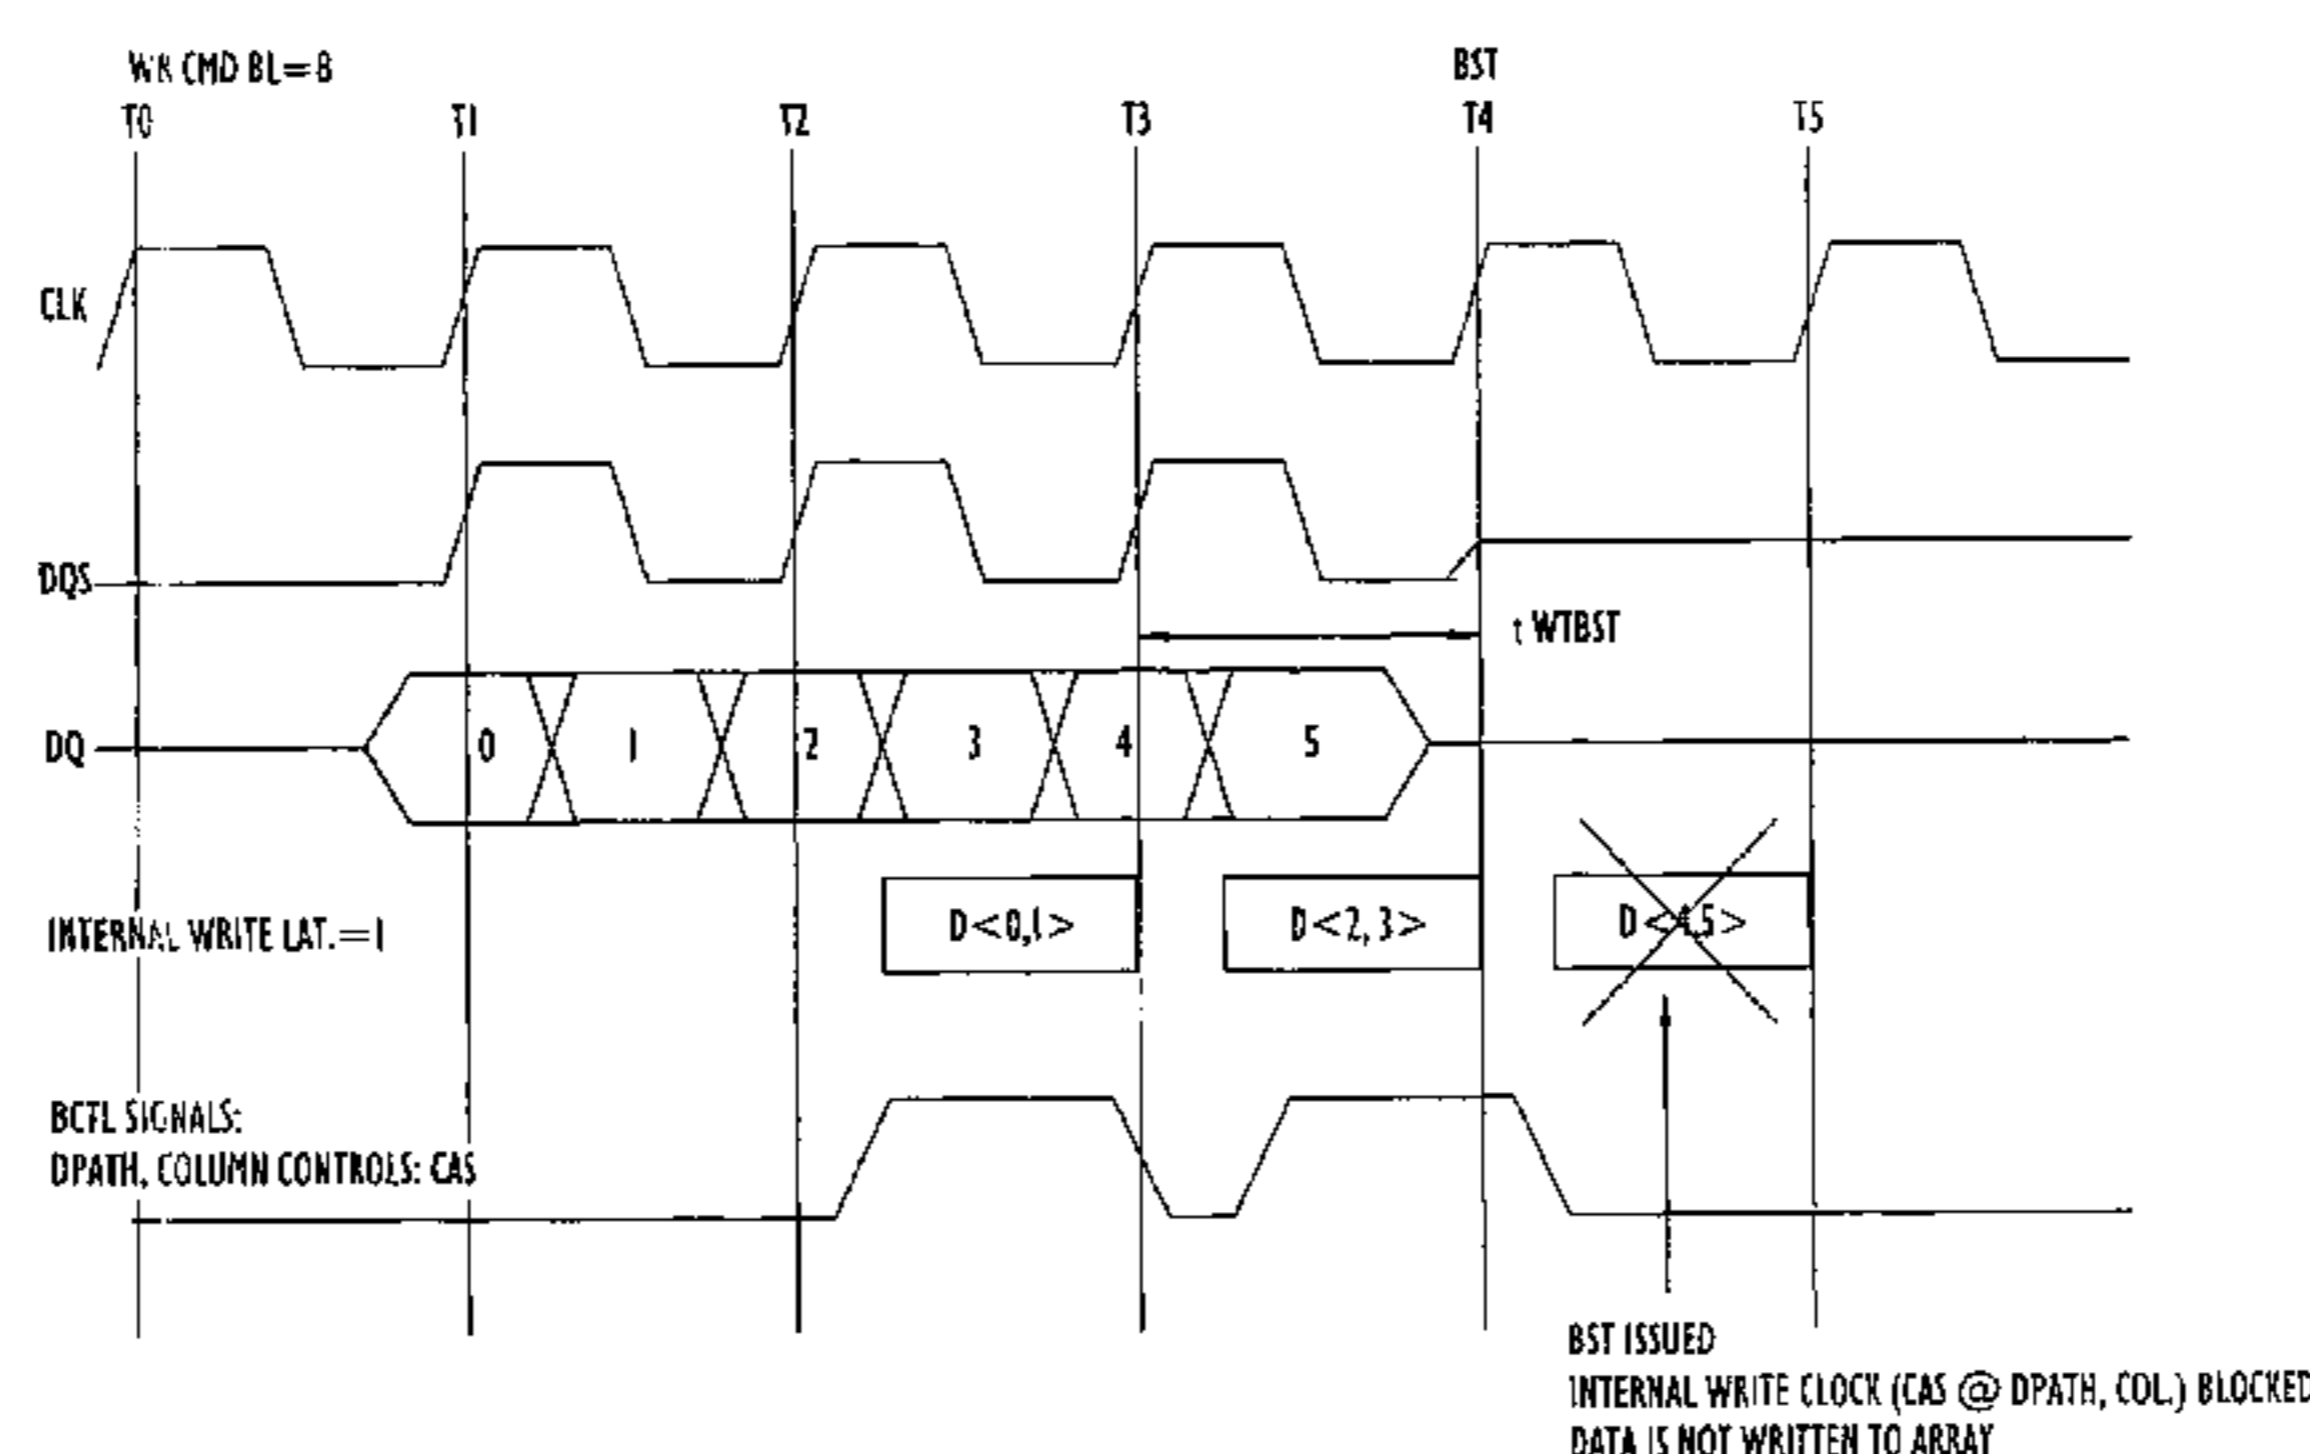 WR CMD BL=8
BST
T0 T1 T2 T3 T4 T5
CLK
DQS
t WTBST
DQ 0 1 2 3 4 5
INTERNAL WRITE LAT.=1 D<0,1> D<2,3> D<4,5>
BCTL SIGNALS:
DPATH, COLUMN CONTROLS: CAS
BST ISSUED
INTERNAL WRITE CLOCK (CAS @ DPATH, COL.) BLOCKED
DATA IS NOT WRITTEN TO ARRAY